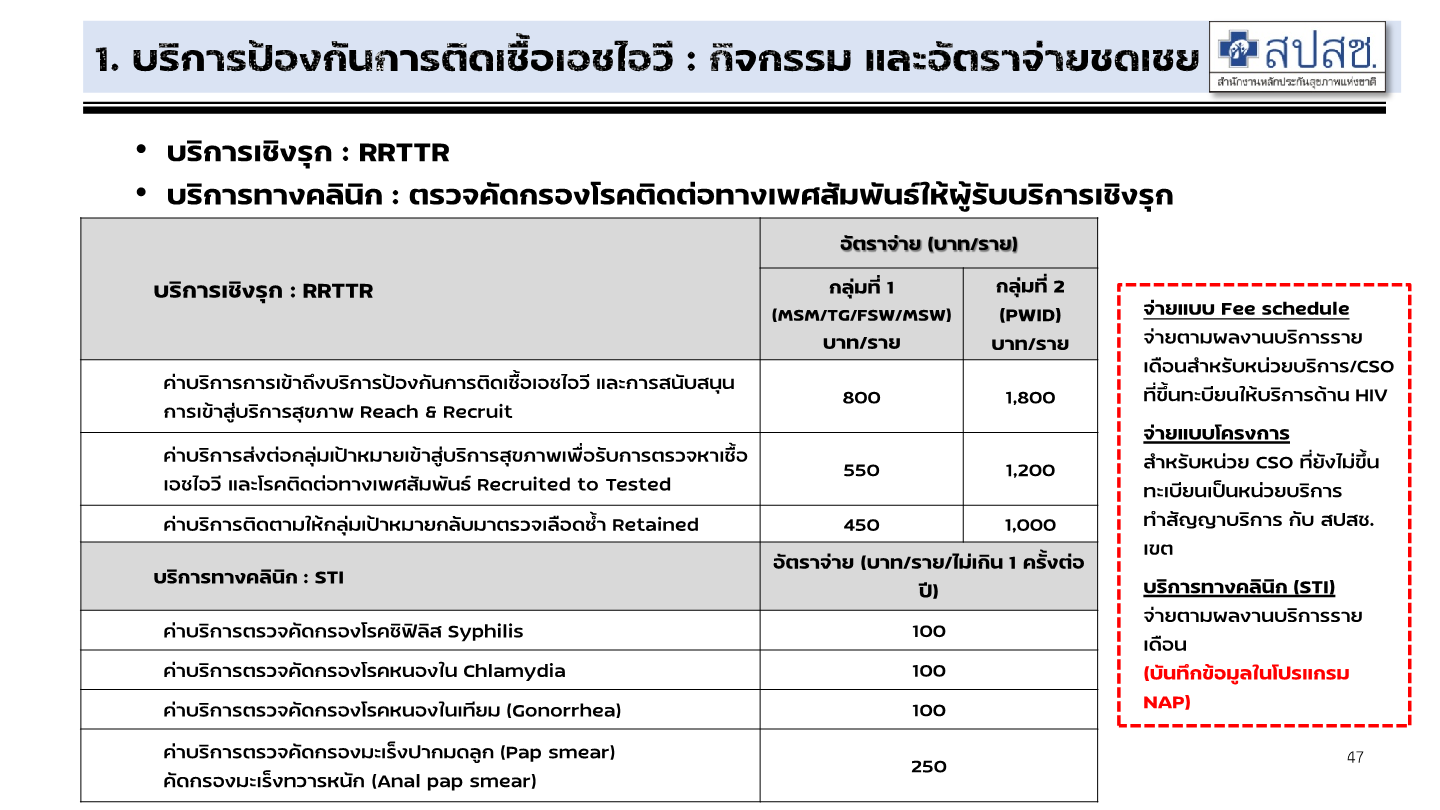 1. บริการป้องกันการติดเชื้อเอชไอวี : กิจกรรม และอัตราจ่ายชดเชย
สปสช.
สำนักงานหลักประกันสุขภาพแห่งชาติ
• บริการเชิงรุก : RRTTR
• บริการทางคลินิก : ตรวจคัดกรองโรคติดต่อทางเพศสัมพันธ์ให้ผู้รับบริการเชิงรุก
บริการเชิงรุก : RRTTR
อัตราจ่าย (บาท/ราย)
กลุ่มที่ 1
(MSM/TG/FSW/MSW)
บาท/ราย
กลุ่มที่ 2
(PWID)
บาท/ราย
ค่าบริการการเข้าถึงบริการป้องกันการติดเชื้อเอชไอวี และการสนับสนุน
การเข้าสู่บริการสุขภาพ Reach & Recruit
800
1,800
ค่าบริการส่งต่อกลุ่มเป้าหมายเข้าสู่บริการสุขภาพเพื่อรับการตรวจหาเชื้อ
เอชไอวี และโรคติดต่อทางเพศสัมพันธ์ Recruited to Tested
550
1,200
ค่าบริการติดตามให้กลุ่มเป้าหมายกลับมาตรวจเลือดซ้ำ Retained
450
1,000
บริการทางคลินิก : STI
อัตราจ่าย (บาท/ราย/ไม่เกิน 1 ครั้งต่อ
ปี)
ค่าบริการตรวจคัดกรองโรคซิฟิลิส Syphilis
100
ค่าบริการตรวจคัดกรองโรคหนองใน Chlamydia
100
ค่าบริการตรวจคัดกรองโรคหนองในเทียม (Gonorrhea)
100
ค่าบริการตรวจคัดกรองมะเร็งปากมดลูก (Pap smear)
คัดกรองมะเร็งทวารหนัก (Anal pap smear)
250
จ่ายแบบ Fee schedule
จ่ายตามผลงานบริการราย
เดือนสำหรับหน่วยบริการ/CSO
ที่ขึ้นทะบียนให้บริการด้าน HIV
จ่ายแบบโครงการ
สำหรับหน่วย CSO ที่ยังไม่ขึ้น
ทะเบียนเป็นหน่วยบริการ
ทำสัญญาบริการ กับ สปสช.
เขต
บริการทางคลินิก (STI)
จ่ายตามผลงานบริการราย
เดือน
(บันทึกข้อมูลในโปรแกรม
NAP)
47